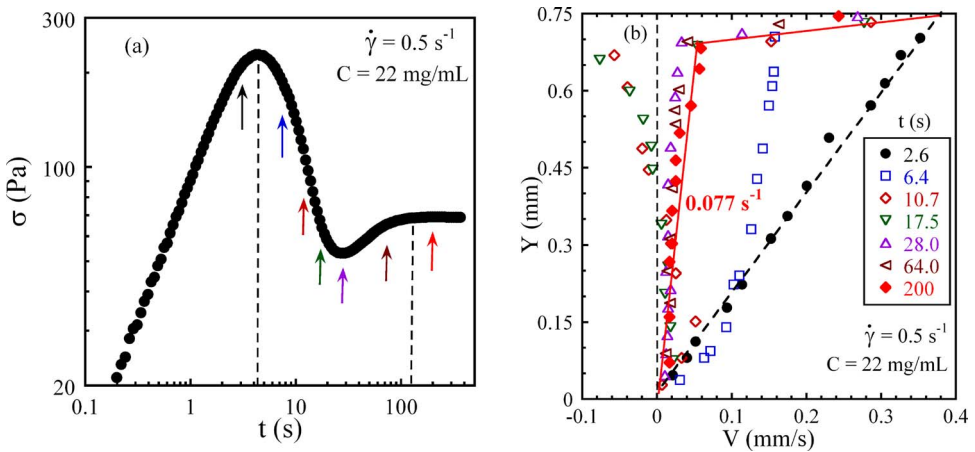 300
100
20
σ (Pa)
(a)
γ̇ = 0.5 s⁻¹
C = 22 mg/mL
0.1
1
10
100
t (s)
0.75
0.6
0.45
0.3
0.15
0
Y (mm)
(b)
t (s)
2.6
6.4
10.7
17.5
28.0
64.0
200
0.077 s⁻¹
γ̇ = 0.5 s⁻¹
C = 22 mg/mL
-0.1
0
0.1
0.2
0.3
0.4
V (mm/s)